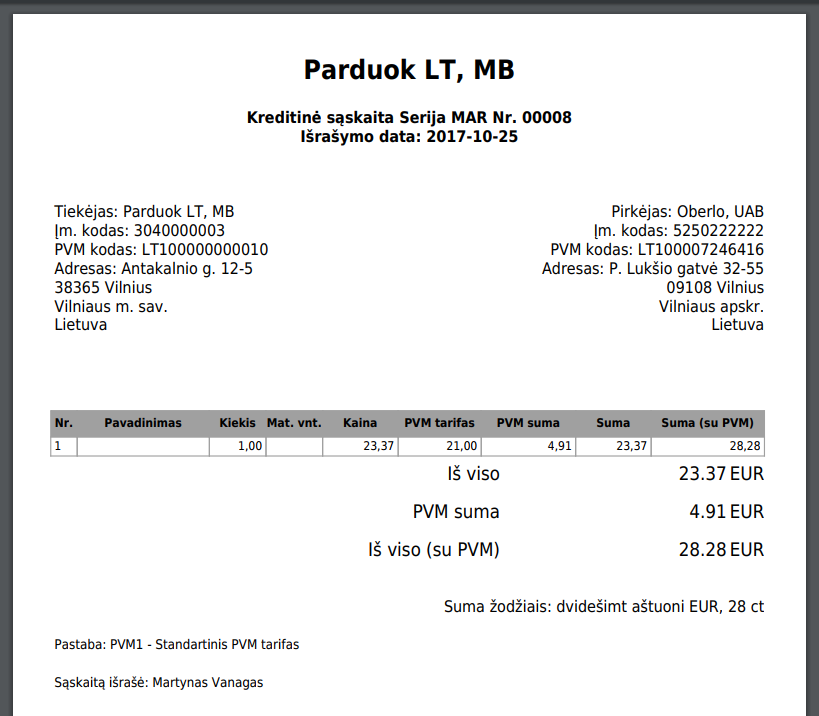 Parduok LT, MB
Kreditinė sąskaita Serija MAR Nr. 00008
Išrašymo data: 2017-10-25
Tiekėjas: Parduok LT, MB
Įm. kodas: 3040000003
PVM kodas: LT100000000010
Adresas: Antakalnio g. 12-5
38365 Vilnius
Vilniaus m. sav.
Lietuva
Pirkėjas: Oberlo, UAB
Įm. kodas: 5250222222
PVM kodas: LT100007246416
Adresas: P. Lukšio gatvė 32-55
09108 Vilnius
Vilniaus apskr.
Lietuva
Nr. Pavadinimas Kiekis Mat. vnt. Kaina PVM tarifas PVM suma Suma Suma (su PVM)
1 1,00 23,37 21,00 4,91 23,37 28,28
Iš viso 23.37 EUR
PVM suma 4.91 EUR
Iš viso (su PVM) 28.28 EUR
Suma žodžiais: dvidešimt aštuoni EUR, 28 ct
Pastaba: PVM1 - Standartinis PVM tarifas
Sąskaitą išrašė: Martynas Vanagas